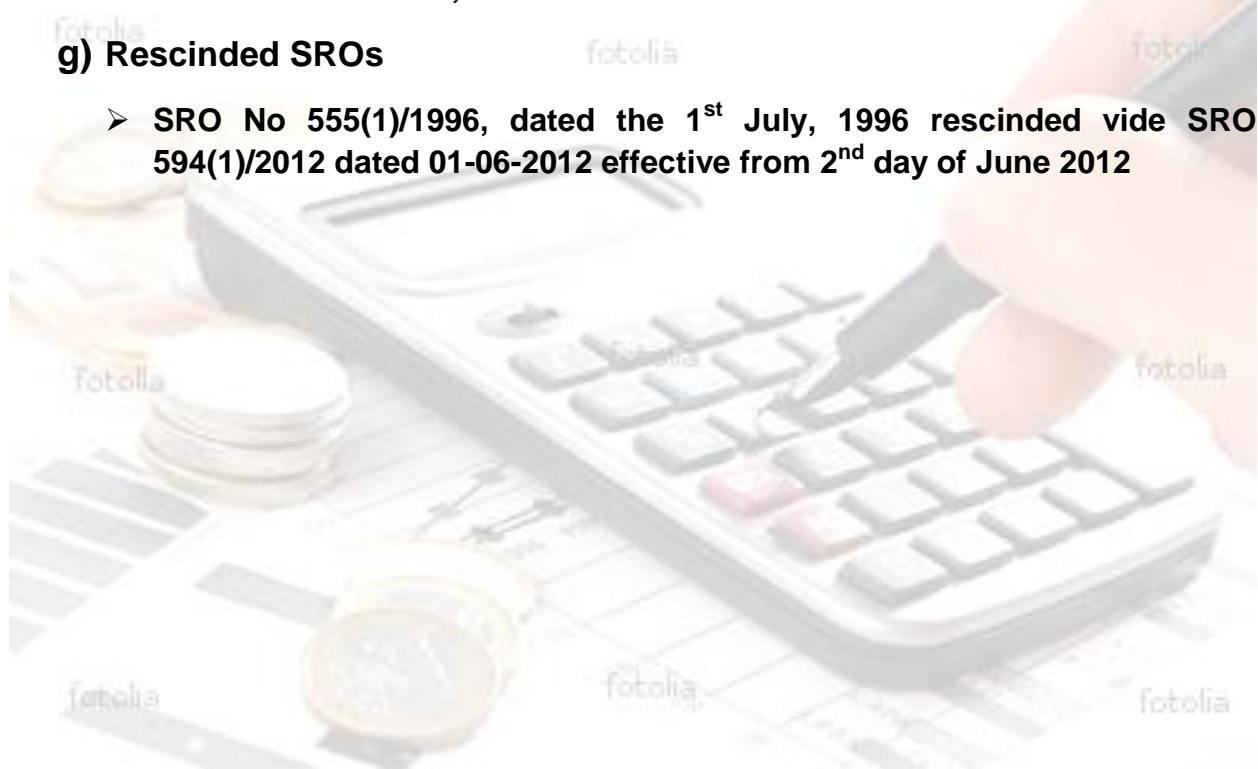 fotolia
g) Rescinded SROs
fotolia
➢ SRO No 555(1)/1996, dated the 1st July, 1996 rescinded vide SRO
594(1)/2012 dated 01-06-2012 effective from 2nd day of June 2012
fotolia
fotolia
fotolia
fotolia
fotolia
fotolia